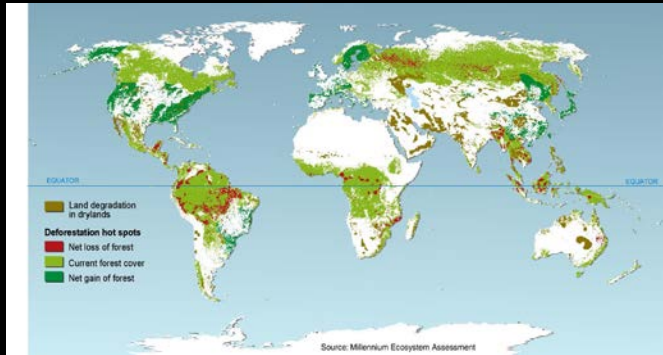 EQUATOR
EQUATOR
Land degradation
in drylands
Deforestation hot spots
Net loss of forest
Current forest cover
Net gain of forest
Source: Millennium Ecosystem Assessment